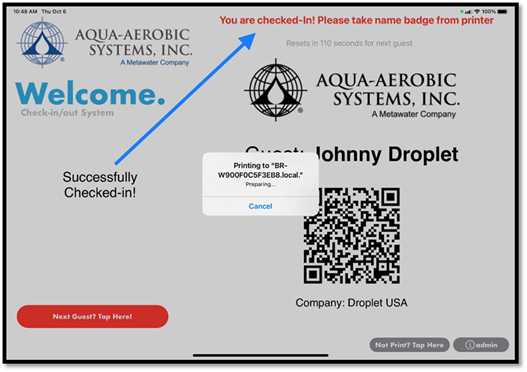 10:48 AM Thu Oct 6
100%
You are checked-In! Please take name badge from printer
Resets in 110 seconds for next guest
AQUA-AEROBIC
SYSTEMS, INC.
A Metawater Company
Welcome.
Check-in/out System
AQUA-AEROBIC
SYSTEMS, INC.
A Metawater Company
Guest: Johnny Droplet
Printing to “BR-
W900F0C5F3EB8.local.”
Preparing...
Cancel
Successfully
Checked-in!
Company: Droplet USA
Next Guest? Tap Here!
Not Print? Tap Here
admin